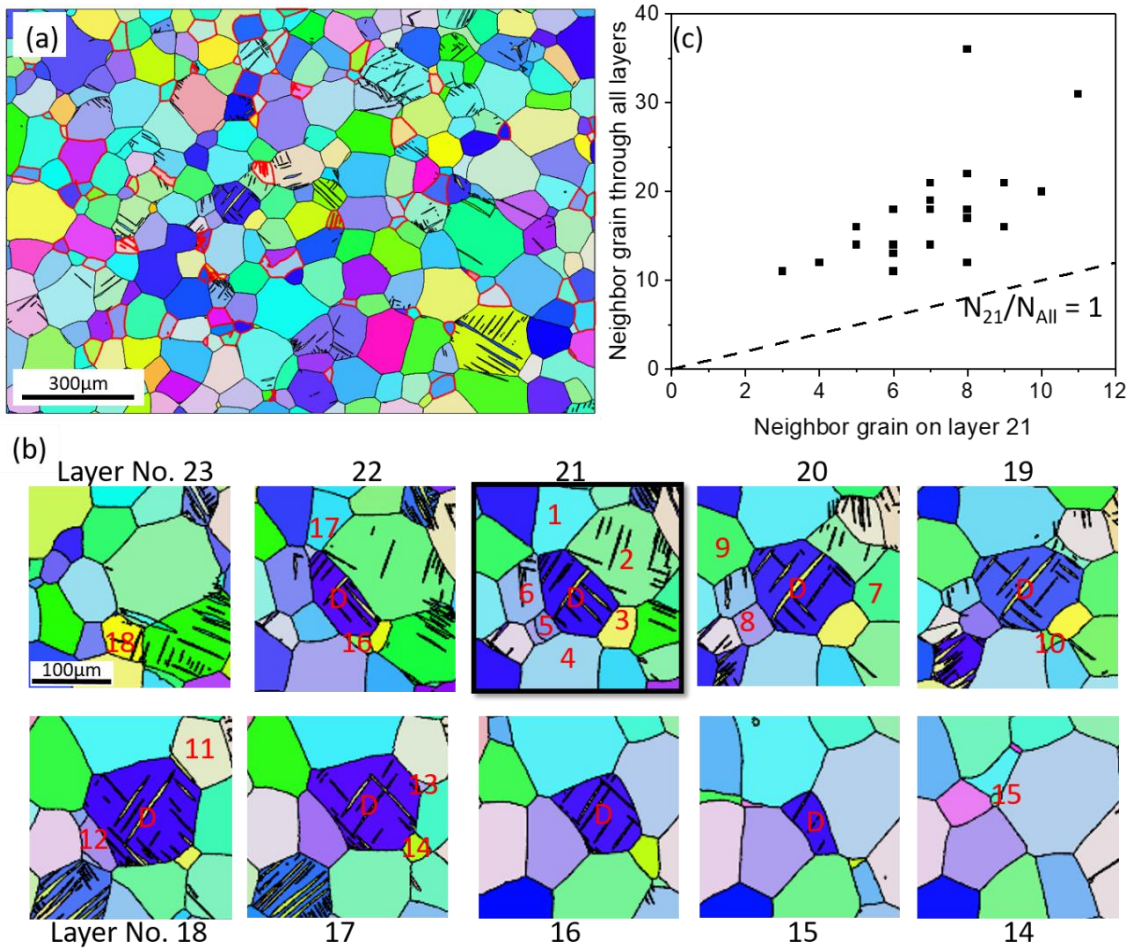 (a)
300μm
(c)
Neighbor grain through all layers
40
30
20
10
0
0 2 4 6 8 10 12
N21/NAll = 1
Neighbor grain on layer 21
(b)
Layer No. 23 22 21 20 19
18
100μm
17
D
16
1
2
6
D
3
5
4
9
D
7
8
D
10
11
D
12
13
D
14
D
D
15
Layer No. 18 17 16 15 14